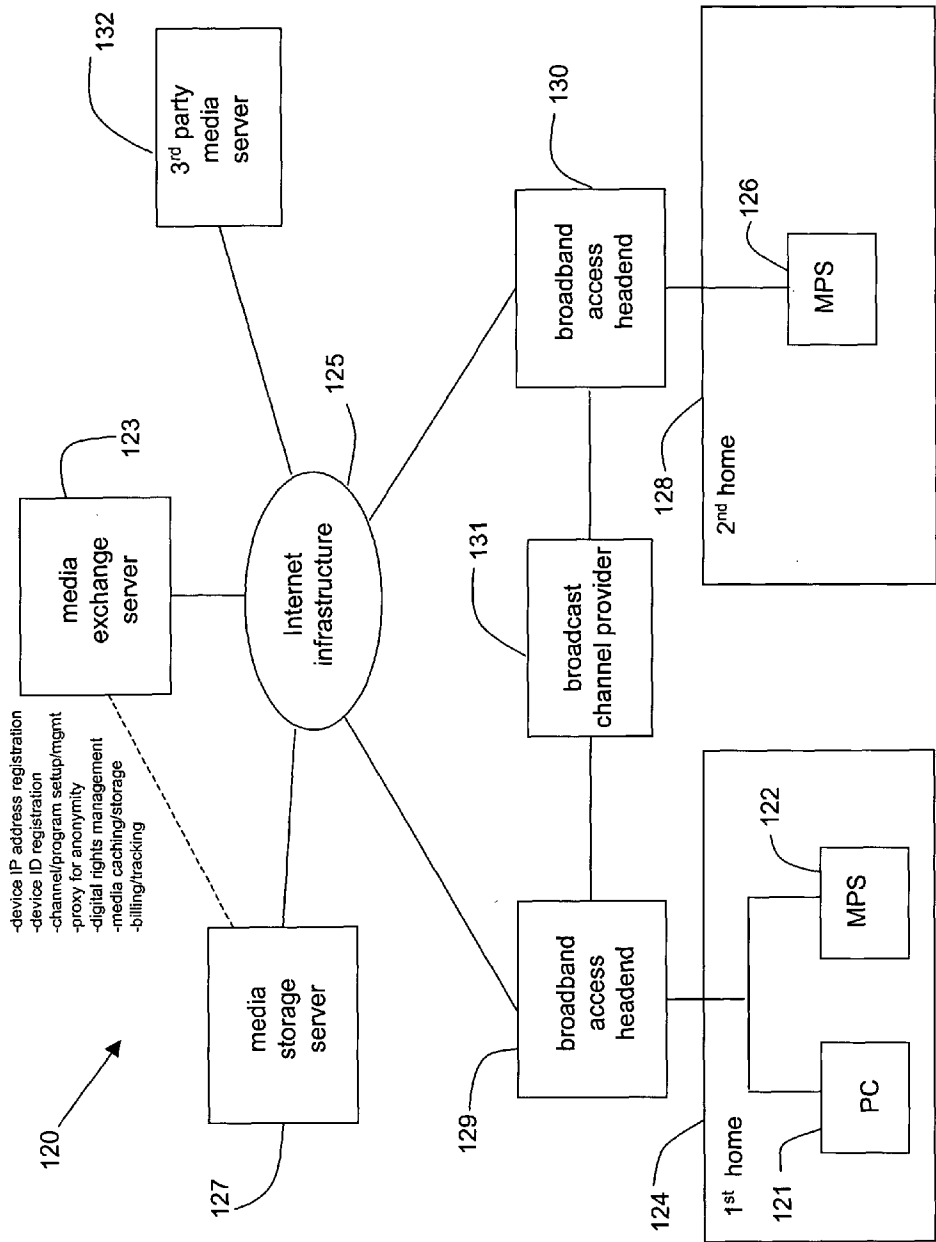 120
-device IP address registration
-device ID registration
-channel/program setup/mgmt
-proxy for anonymity
-digital rights management
-media caching/storage
-billing/tracking
media
exchange
server
123
3rd party
media
server
132
127
media
storage
server
Internet
infrastructure
125
129
broadband
access
headend
broadcast
channel provider
131
broadband
access
headend
130
124
1st home
121
PC
MPS
122
128
2nd home
MPS
126